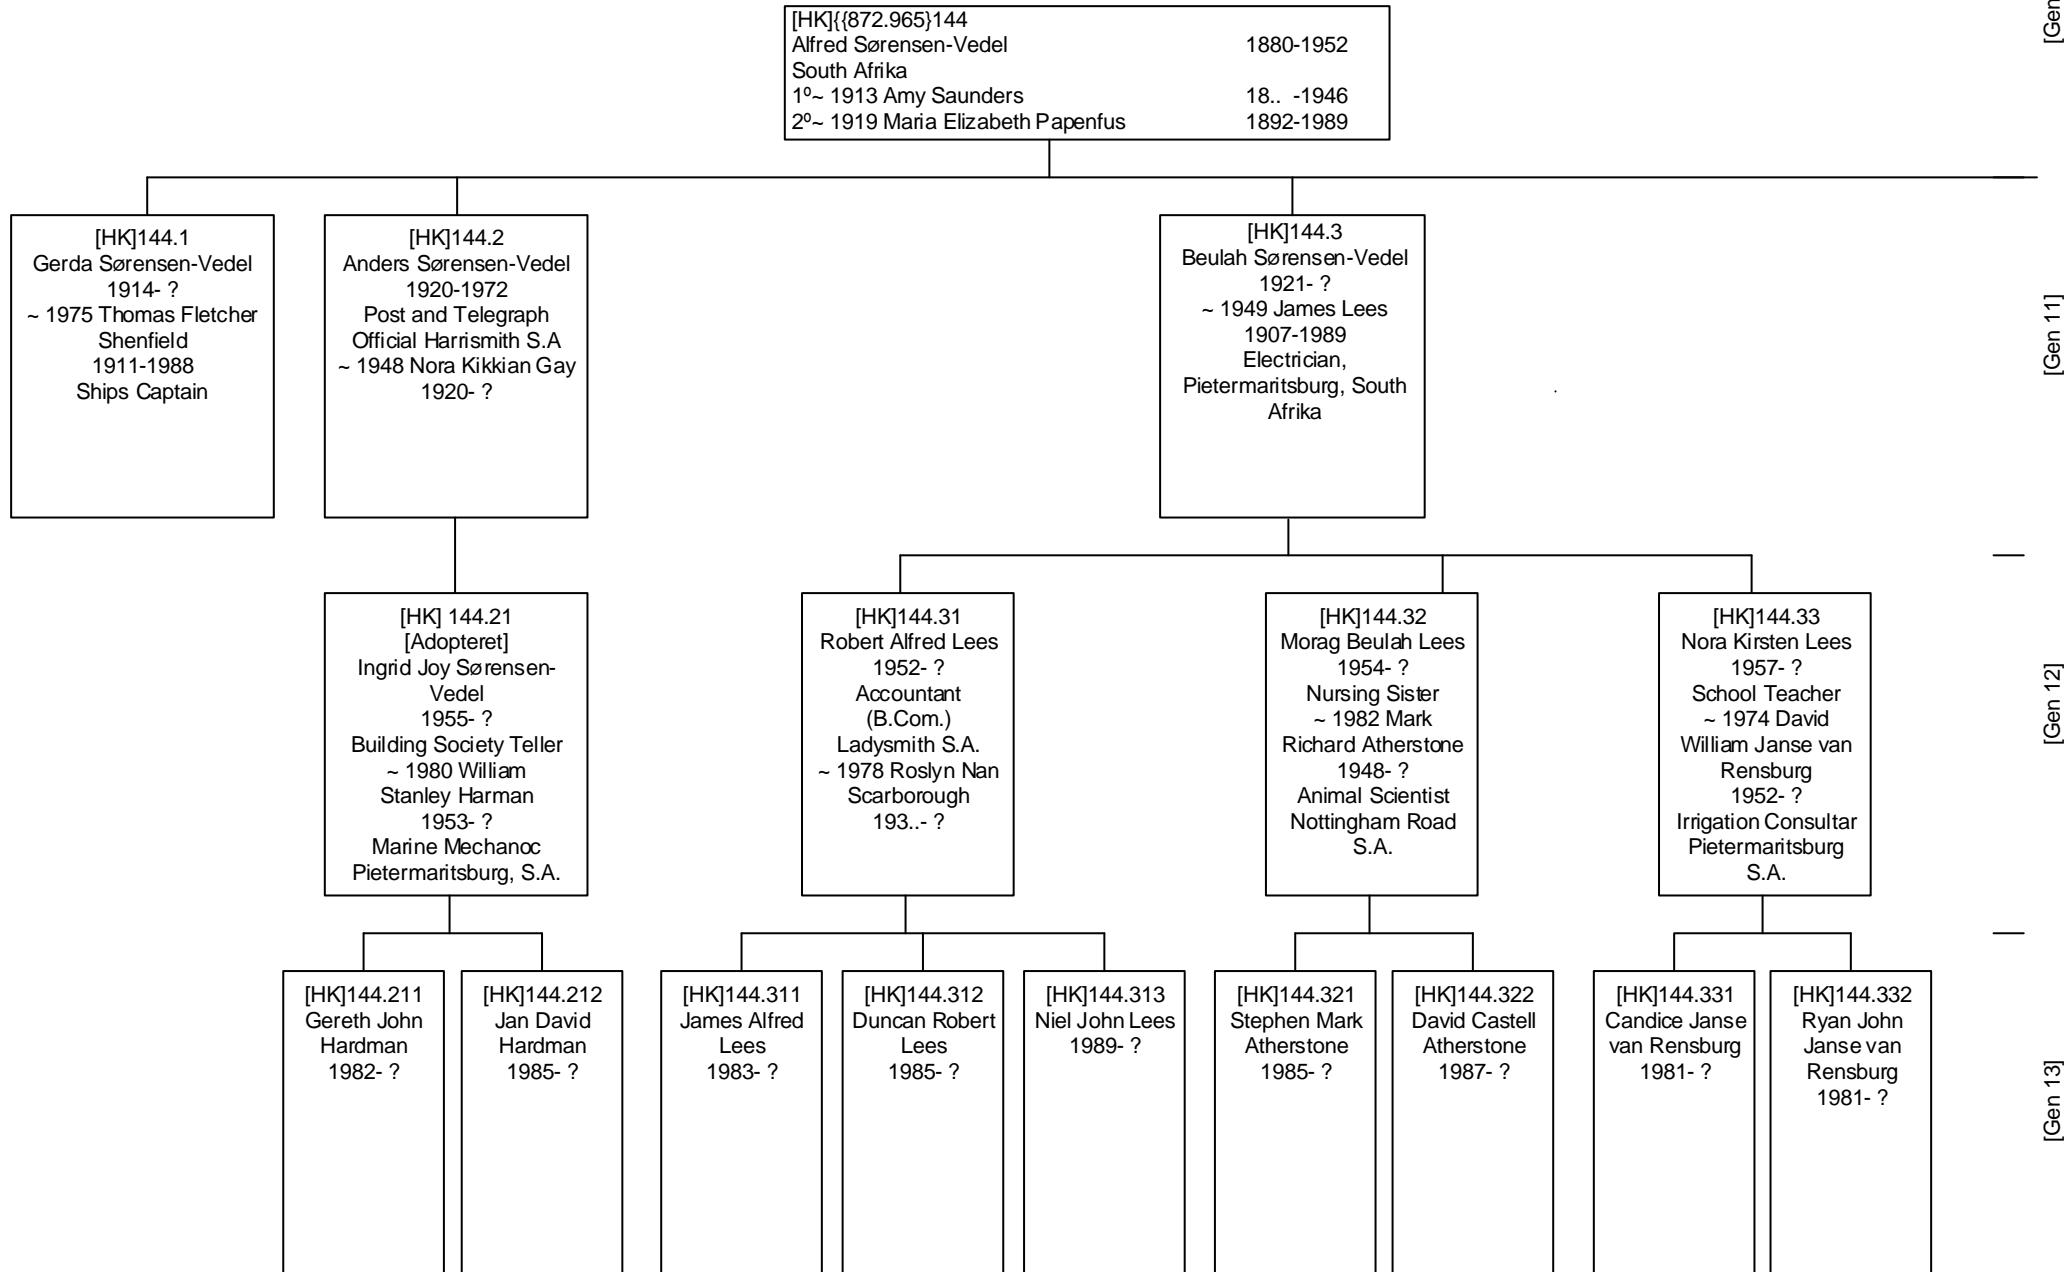 [HK]{{872.965}144
Alfred Sørensen-Vedel 1880-1952
South Afrika
1º~ 1913 Amy Saunders 18.. -1946
2º~ 1919 Maria Elizabeth Papenfus 1892-1989
[Gen
[HK]144.1
Gerda Sørensen-Vedel
1914- ?
~ 1975 Thomas Fletcher
Shenfield
1911-1988
Ships Captain
[HK]144.2
Anders Sørensen-Vedel
1920-1972
Post and Telegraph
Official Harrismith S.A
~ 1948 Nora Kikkian Gay
1920- ?
[HK]144.3
Beulah Sørensen-Vedel
1921- ?
~ 1949 James Lees
1907-1989
Electrician,
Pietermaritsburg, South
Afrika
[Gen 11]
[HK] 144.21
[Adopteret]
Ingrid Joy Sørensen-
Vedel
1955- ?
Building Society Teller
~ 1980 William
Stanley Harman
1953- ?
Marine Mechanoc
Pietermaritsburg, S.A.
[HK]144.31
Robert Alfred Lees
1952- ?
Accountant
(B.Com.)
Ladysmith S.A.
~ 1978 Roslyn Nan
Scarborough
193..- ?
[HK]144.32
Morag Beulah Lees
1954- ?
Nursing Sister
~ 1982 Mark
Richard Atherstone
1948- ?
Animal Scientist
Nottingham Road
S.A.
[HK]144.33
Nora Kirsten Lees
1957- ?
School Teacher
~ 1974 David
William Janse van
Rensburg
1952- ?
Irrigation Consultar
Pietermaritsburg
S.A.
[Gen 12]
[HK]144.211
Gereth John
Hardman
1982- ?
[HK]144.212
Jan David
Hardman
1985- ?
[HK]144.311
James Alfred
Lees
1983- ?
[HK]144.312
Duncan Robert
Lees
1985- ?
[HK]144.313
Niel John Lees
1989- ?
[HK]144.321
Stephen Mark
Atherstone
1985- ?
[HK]144.322
David Castell
Atherstone
1987- ?
[HK]144.331
Candice Janse
van Rensburg
1981- ?
[HK]144.332
Ryan John
Janse van
Rensburg
1981- ?
[Gen 13]